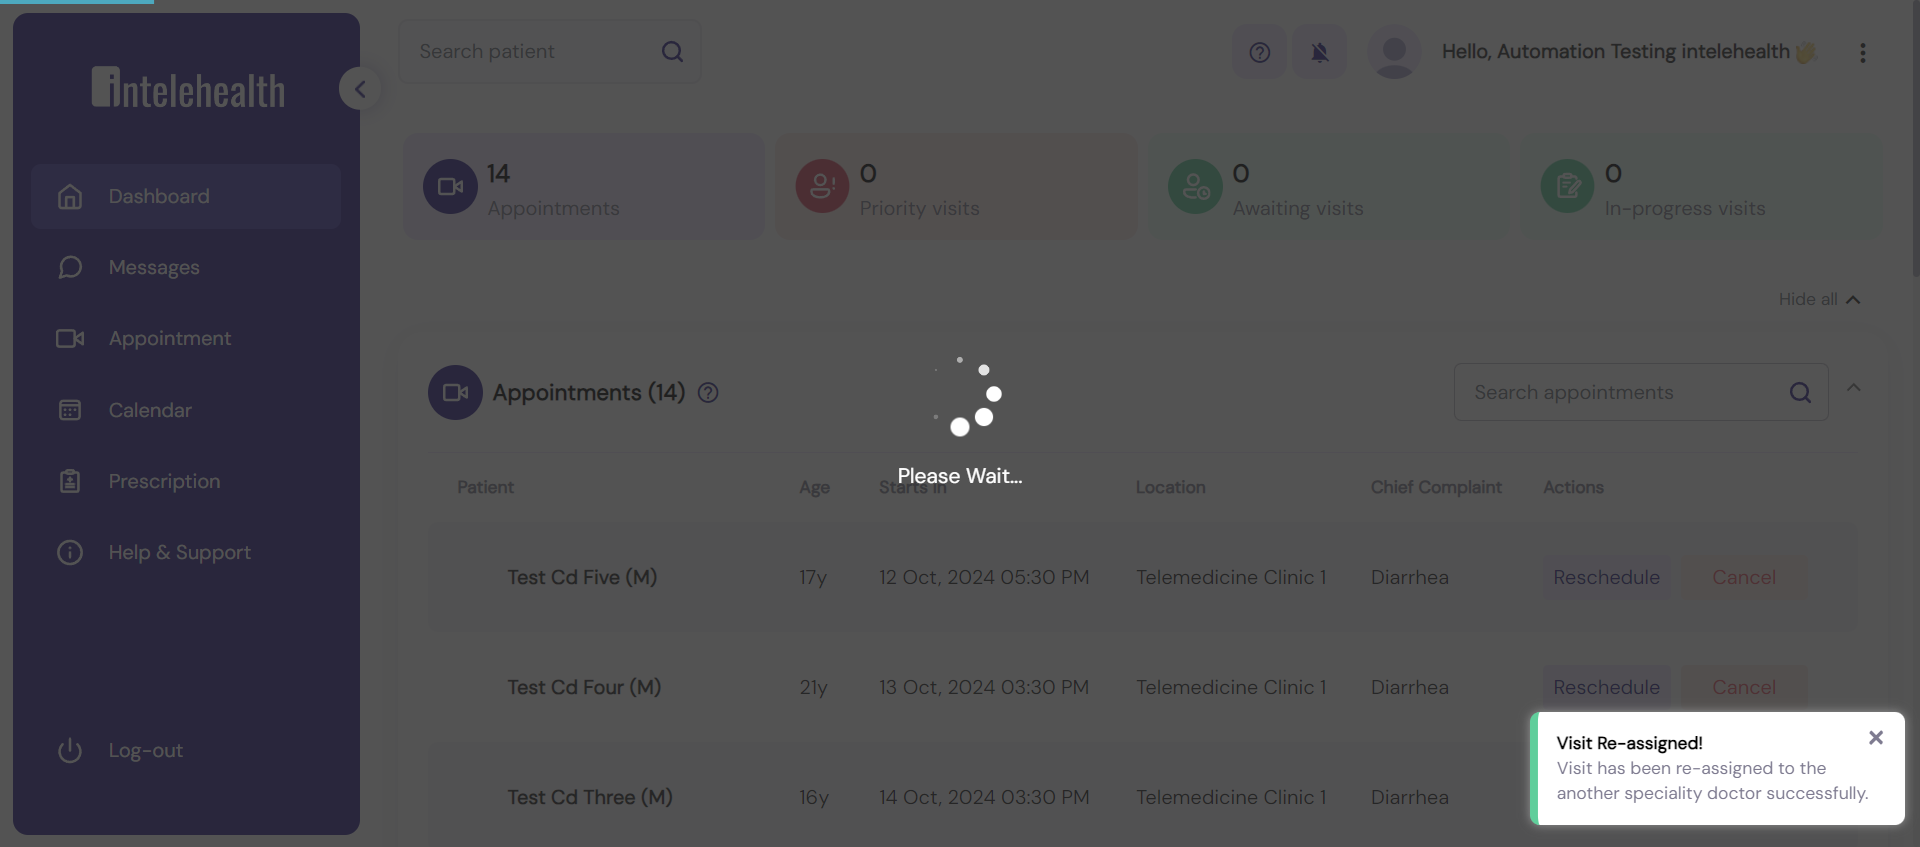 intelehealth
Search patient
Hello, Automation Testing intelehealth 👋
Dashboard
Messages
Appointment
Calendar
Prescription
Help & Support
Log-out
14
Appointments
0
Priority visits
0
Awaiting visits
0
In-progress visits
Hide all
Appointments (14)
Search appointments
Please Wait...
Patient Age Starts in Location Chief Complaint Actions
Test Cd Five (M) 17y 12 Oct, 2024 05:30 PM Telemedicine Clinic 1 Diarrhea Reschedule Cancel
Test Cd Four (M) 21y 13 Oct, 2024 03:30 PM Telemedicine Clinic 1 Diarrhea Reschedule Cancel
Test Cd Three (M) 16y 14 Oct, 2024 03:30 PM Telemedicine Clinic 1 Diarrhea
Visit Re-assigned!
Visit has been re-assigned to the
another speciality doctor successfully.